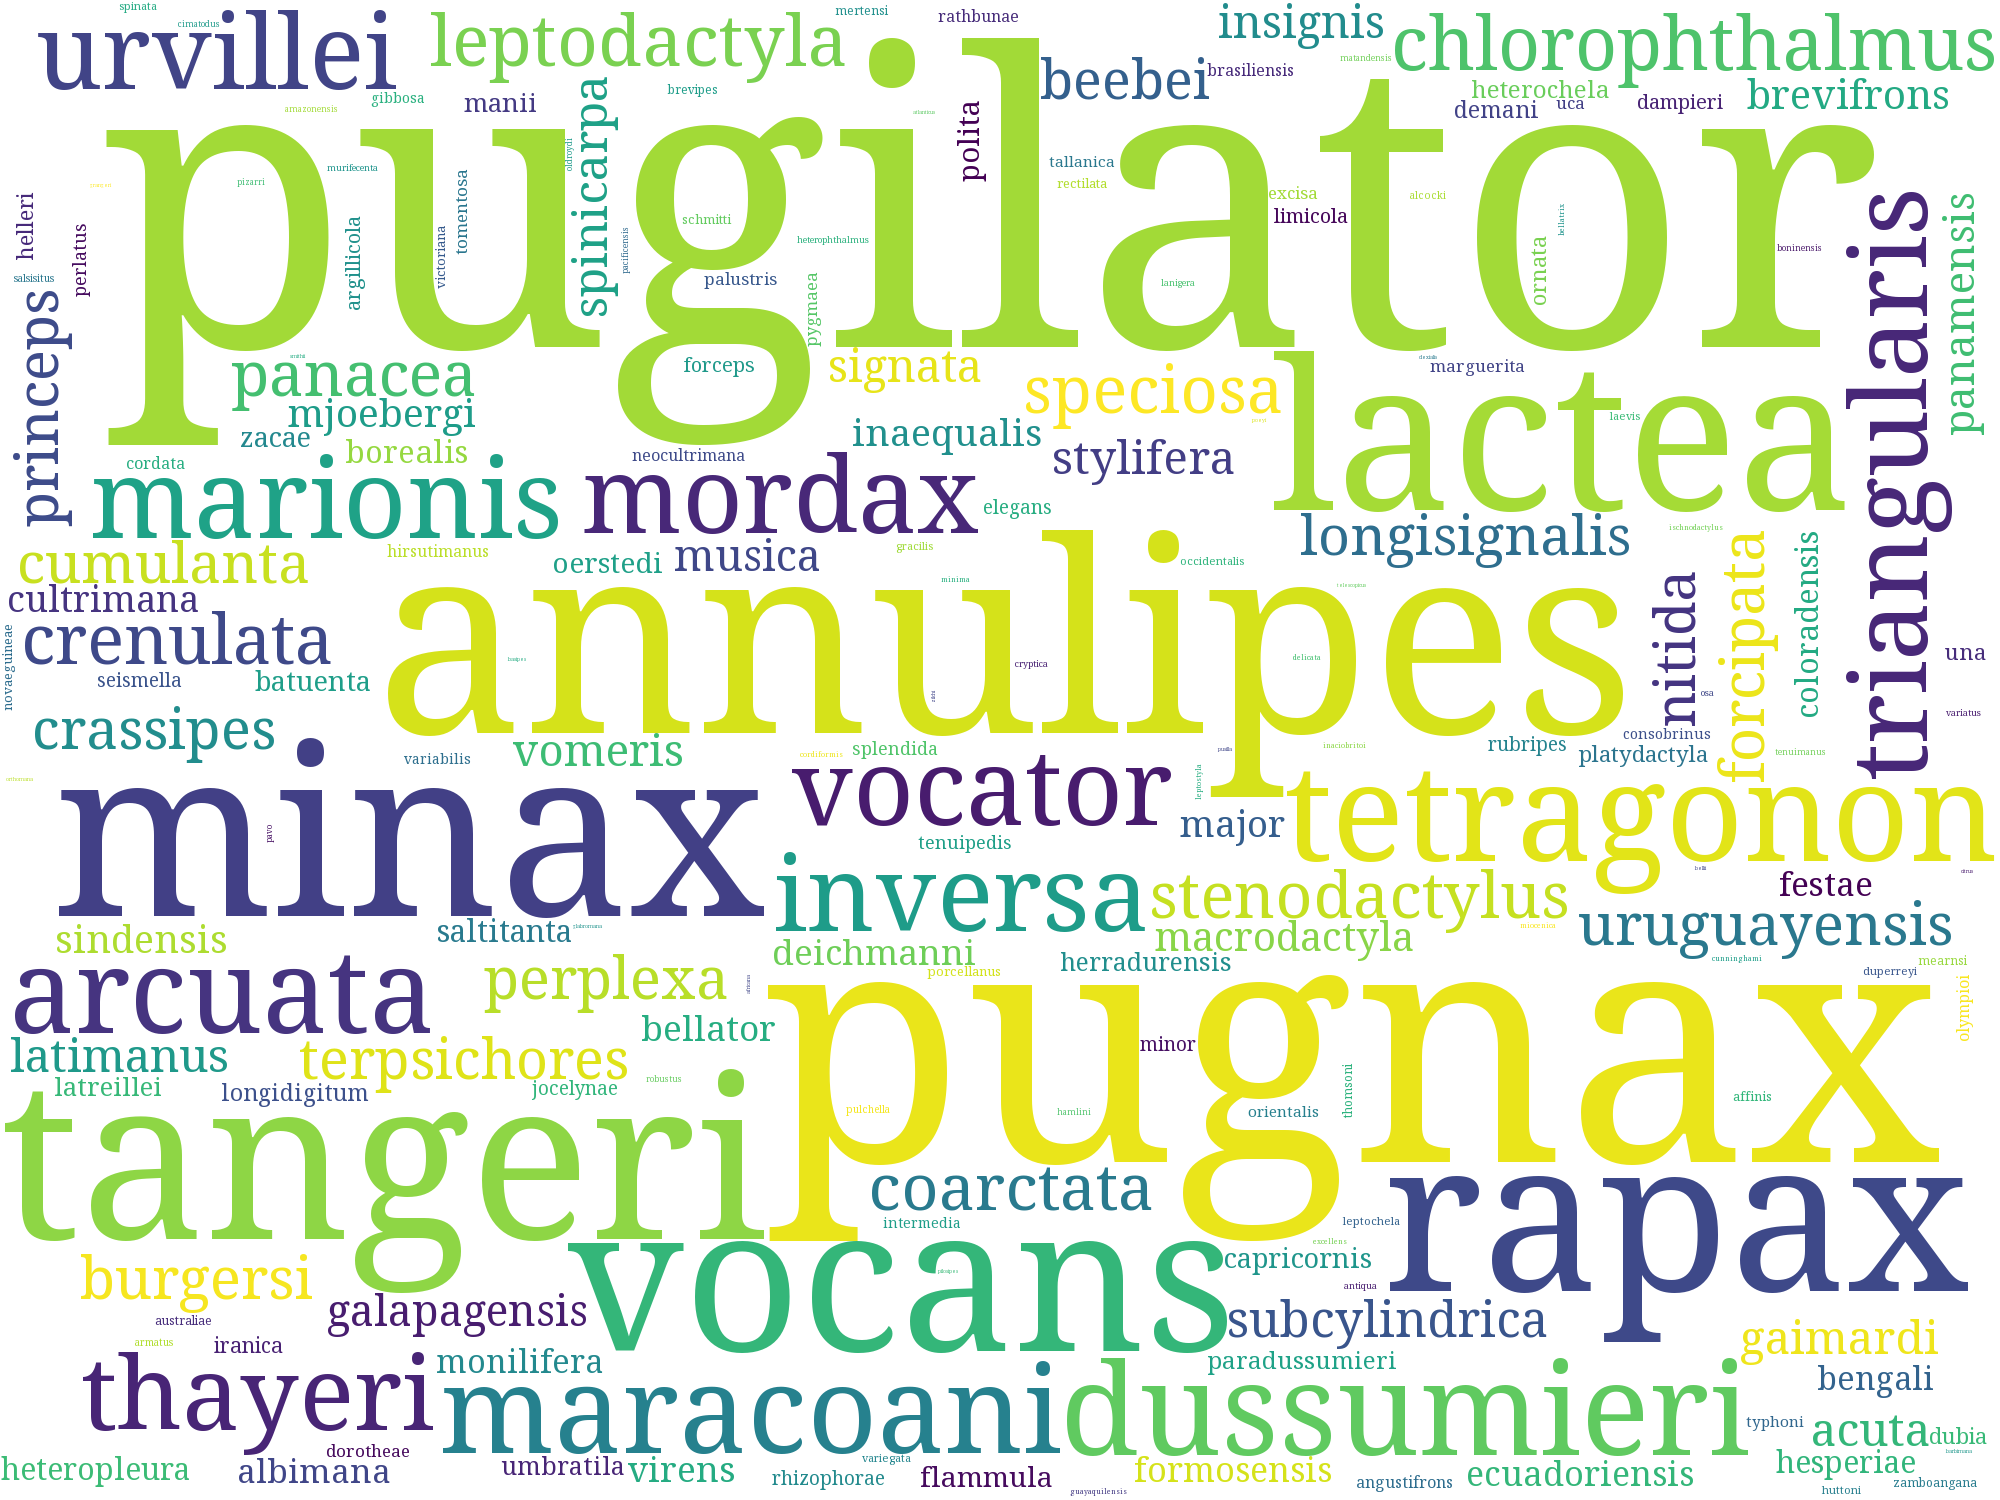 spinata
cimatodus
urvillei
leptodactyla
mertensi
rathbunae
insignis
chlorophthalmus
beebei
brasiliensis
matandensis
heterochela
brevifrons
demani
uca
dampieri
amazonensis
gibbosa
manii
brevipes
pugilator
polita
spinicarpa
oldroydi
murifecenta
pizarri
tallanica
rectilata
excisa
limicola
alcocki
helleri
perlatus
salsisitus
argillicola
victoriana
tomentosa
schmitti
pacificensis
heterophthalmus
palustris
pygmaea
lanigera
ornata
bellatrix
boninensis
triangularis
panamensis
princeps
panacea
mjoebergi
zacae
borealis
cordata
forceps
signata
speciosa
marguerita
lactea
laevis
inaequalis
stylifera
neocultrimana
marionis
mordax
elegans
longisignalis
ischnodactylus
cumulanta
hirsutimanus
oerstedi
musica
gracilis
occidentalis
cultrimana
crenulata
annulipes
minima
cryptica
delicata
nitida
forcipata
coloradensis
una
osa
variatus
novaeguineae
seismella
batuenta
crassipes
variabilis
vomeris
splendida
cordiformis
inaciobritoi
rubripes
consobrinus
platydactyla
tenuimanus
minax
pavo
vocator
leptostyla
major
tetragonon
tenuipedis
inversa
stenodactylus
festae
sindensis
saltitanta
deichmanni
macrodactyla
uruguayensis
arcuata
perplexa
porcellanus
herradurensis
cunninghami
duperreyi
mearnsi
olympioi
bellator
latimanus
terpsichores
minor
pugnax
latreillei
longidigitum
jocelynae
robustus
pulchella
hamlini
orientalis
thomsoni
affinis
tangeri
coarctata
intermedia
leptochela
rapax
excellens
vocans
capricornis
antiqua
burgersi
galapagensis
subcylindrica
gaimardi
australiae
armatus
iranica
monilifera
paradussumieri
bengali
thayeri
maracoani
dussumieri
typhoni
acuta
dubia
dorotheae
heteropleura
albimana
umbratila
virens
variegata
rhizophorae
flammula
guayaquilensis
formosensis
angustifrons
ecuadoriensis
hesperiae
huttoni
zamboangana